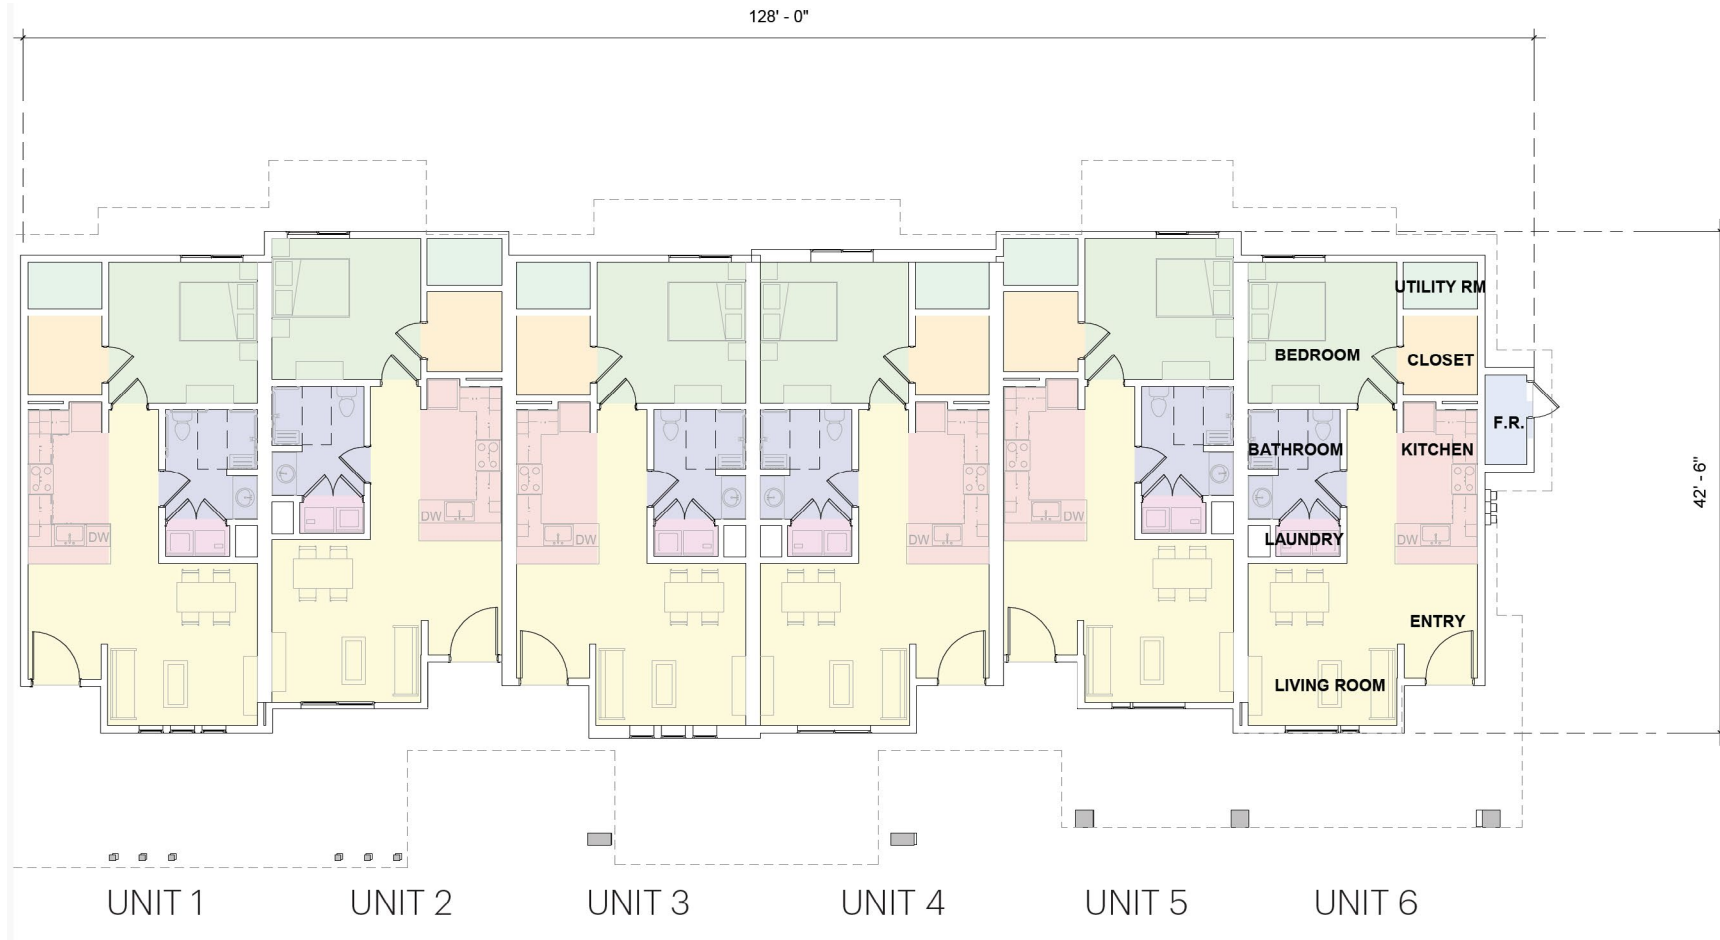 128' - 0"
UTILITY RM
BEDROOM
CLOSET
F.R.
BATHROOM
KITCHEN
42' - 6"
DW
DW
DW
DW
DW
DW
LAUNDRY
ENTRY
LIVING ROOM
UNIT 1
UNIT 2
UNIT 3
UNIT 4
UNIT 5
UNIT 6